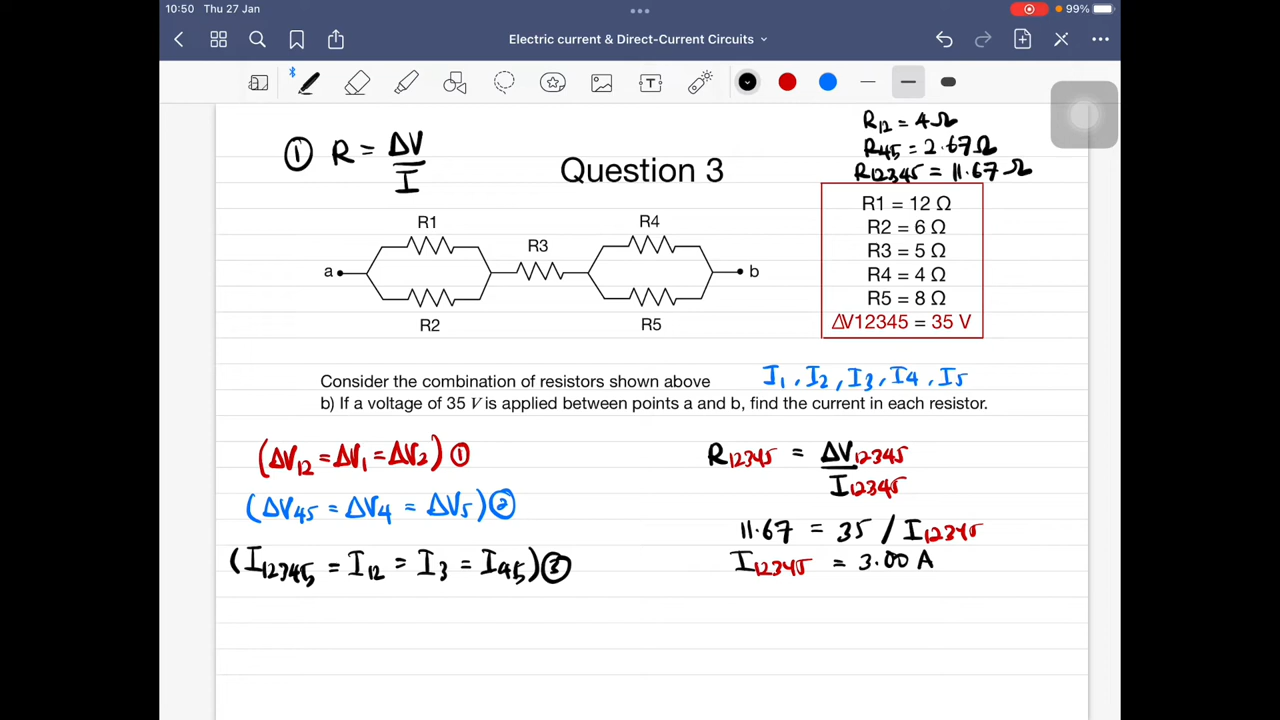 10:50 Thu 27 Jan
99%
Electric current & Direct-Current Circuits
T
① R = ΔV / I
Question 3
R12 = 4 Ω
R45 = 2.67 Ω
R12345 = 11.67 Ω
R1 = 12 Ω
R2 = 6 Ω
R3 = 5 Ω
R4 = 4 Ω
R5 = 8 Ω
ΔV12345 = 35 V
R1
R4
R3
a
b
R2
R5
I1, I2, I3, I4, I5
Consider the combination of resistors shown above
b) If a voltage of 35 V is applied between points a and b, find the current in each resistor.
(ΔV12 = ΔV1 = ΔV2) ①
(ΔV45 = ΔV4 = ΔV5) ②
(I12345 = I12 = I3 = I45) ③
R12345 = ΔV12345 / I12345
11.67 = 35 / I12345
I12345 = 3.00 A